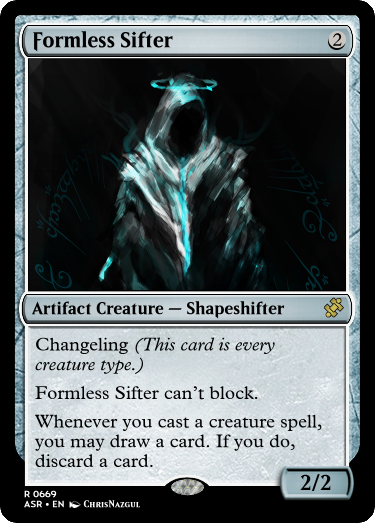 Formless Sifter
2
Artifact Creature — Shapeshifter
Changeling (This card is every
creature type.)
Formless Sifter can't block.
Whenever you cast a creature spell,
you may draw a card. If you do,
discard a card.
2/2
R 0669
ASR • EN ChrisNazgul